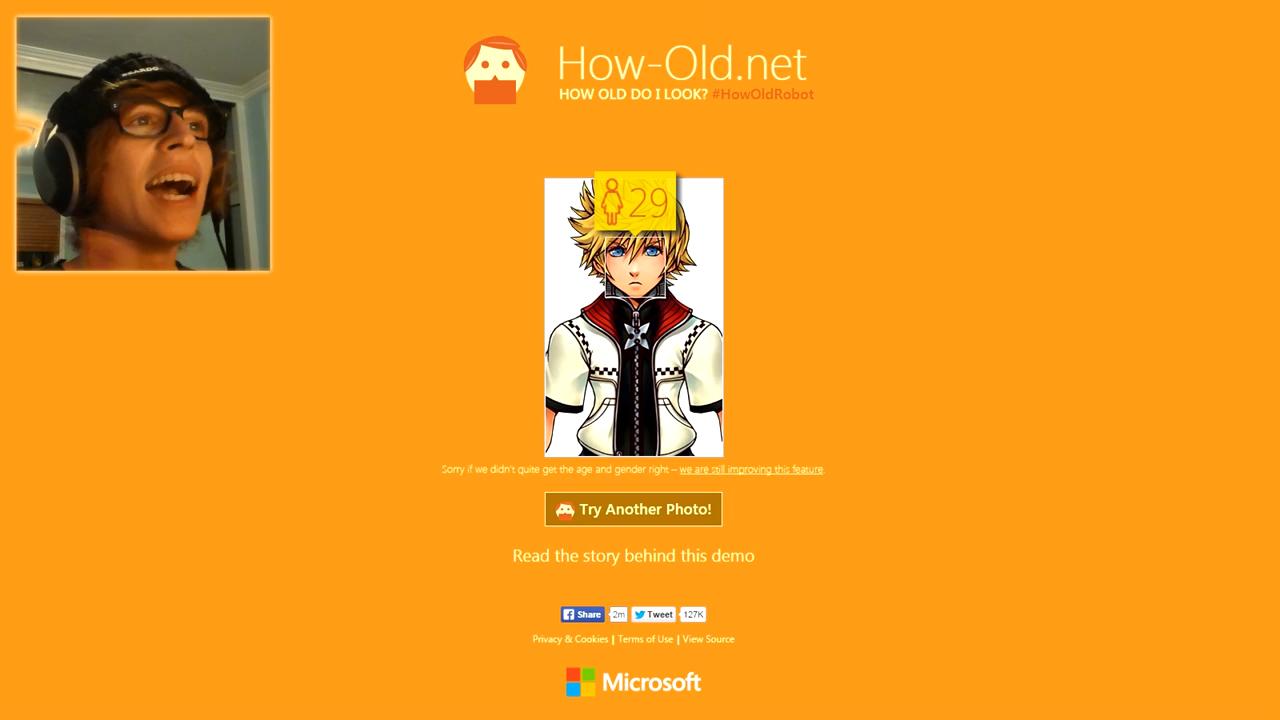 How-Old.net
HOW OLD DO I LOOK? #HowOldRobot
29
Sorry if we didn't quite get the age and gender right – we are still improving this feature.
Try Another Photo!
Read the story behind this demo
Share 2m Tweet 127K
Privacy & Cookies | Terms of Use | View Source
Microsoft